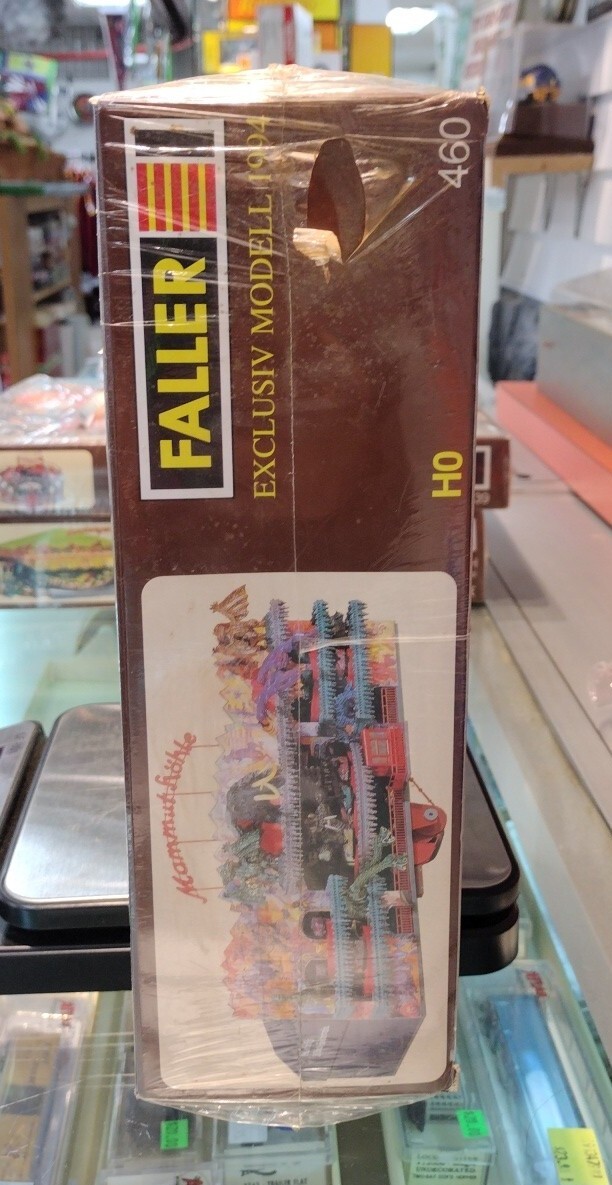 FALLER
EXCLUSIV MODELL 1994
H0
460
Mammuthöhle